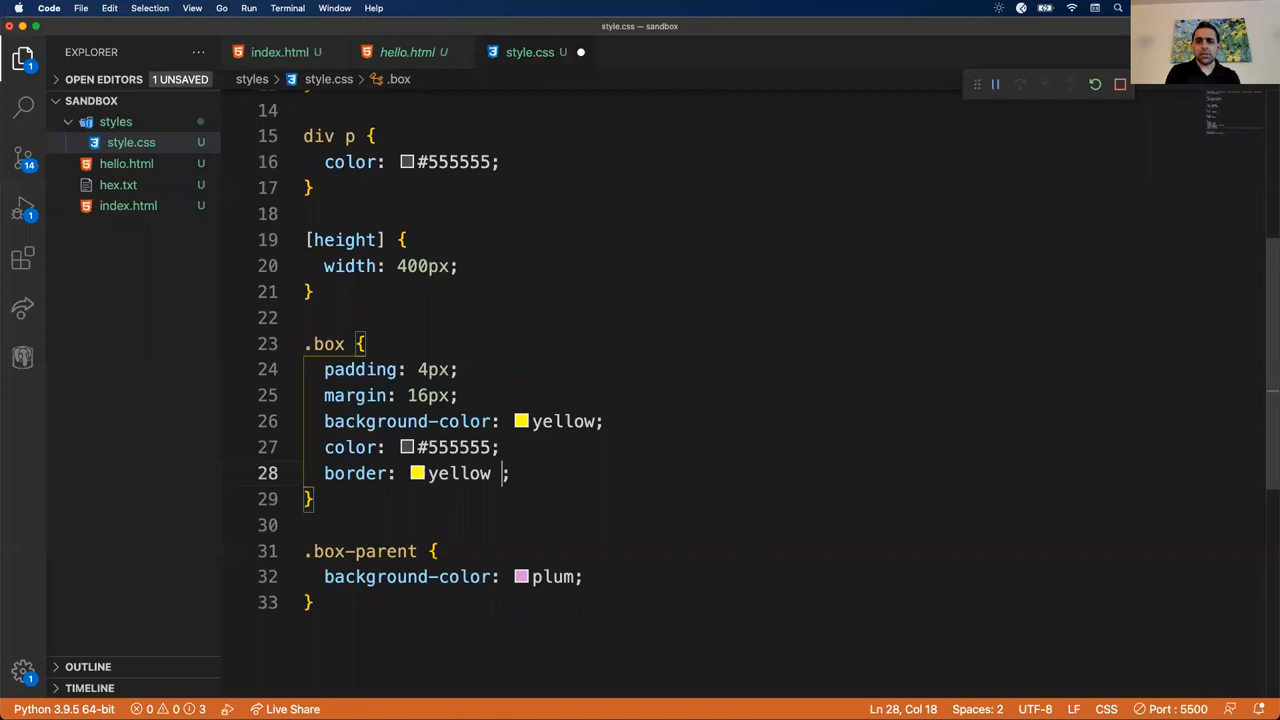 Code File Edit Selection View Go Run Terminal Window Help
style.css — sandbox
EXPLORER
index.html U
hello.html U
style.css U
OPEN EDITORS 1 UNSAVED
styles style.css .box
SANDBOX
styles
style.css U
hello.html U
hex.txt U
index.html U
1
14
1
14
15 div p {
16 color: #555555;
17 }
18
19 [height] {
20 width: 400px;
21 }
22
23 .box {
24 padding: 4px;
25 margin: 16px;
26 background-color: yellow;
27 color: #555555;
28 border: yellow ;
29 }
30
31 .box-parent {
32 background-color: plum;
33 }
OUTLINE
TIMELINE
1
Python 3.9.5 64-bit 0 0 3 Live Share Ln 28, Col 18 Spaces: 2 UTF-8 LF CSS Port : 5500